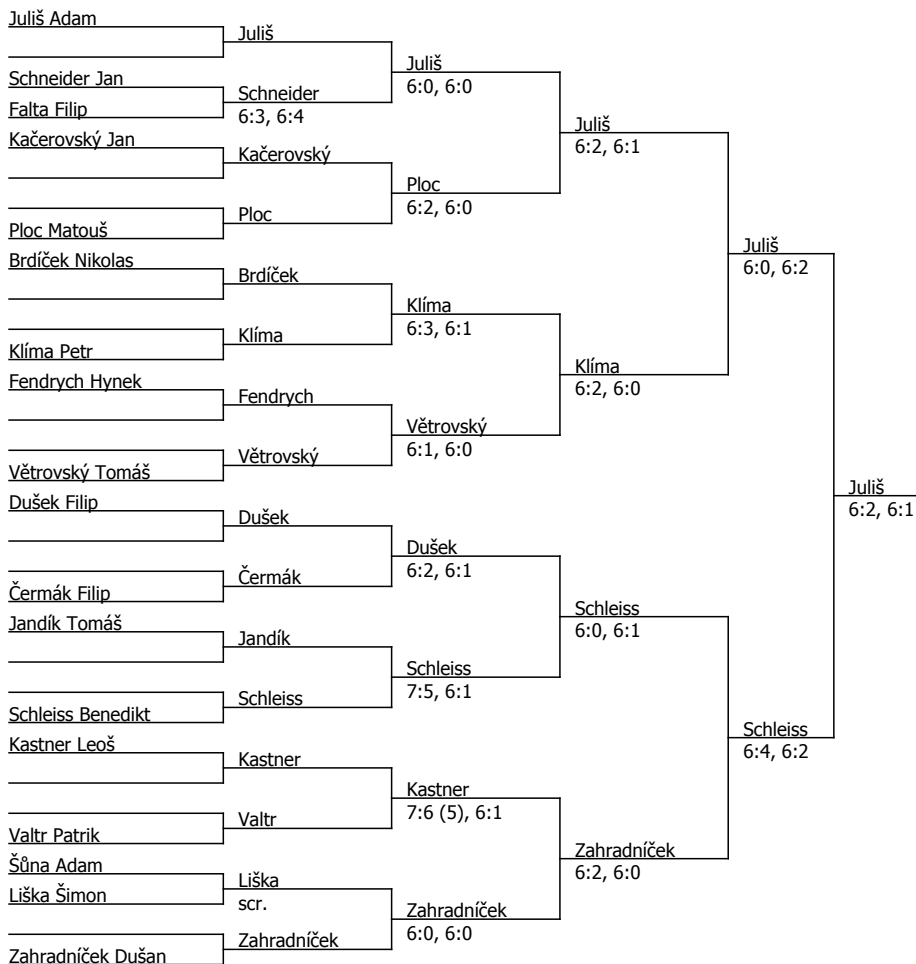 Juliš Adam
Juliš
Juliš
6:0, 6:0
Schneider Jan
Schneider
6:3, 6:4
Falta Filip
Juliš
6:2, 6:1
Kačerovský Jan
Kačerovský
Ploc
6:2, 6:0
Ploc
Ploc Matouš
Juliš
6:0, 6:2
Brdíček Nikolas
Brdíček
Klíma
6:3, 6:1
Klíma
Klíma Petr
Klíma
6:2, 6:0
Fendrych Hynek
Fendrych
Větrovský
6:1, 6:0
Větrovský
Větrovský Tomáš
Juliš
6:2, 6:1
Dušek Filip
Dušek
Dušek
6:2, 6:1
Čermák
Čermák Filip
Schleiss
6:0, 6:1
Jandík Tomáš
Jandík
Schleiss
7:5, 6:1
Schleiss
Schleiss Benedikt
Schleiss
6:4, 6:2
Kastner Leoš
Kastner
Kastner
7:6 (5), 6:1
Valtr
Valtr Patrik
Zahradníček
6:2, 6:0
Šůna Adam
Liška
scr.
Liška Šimon
Zahradníček
6:0, 6:0
Zahradníček
Zahradníček Dušan